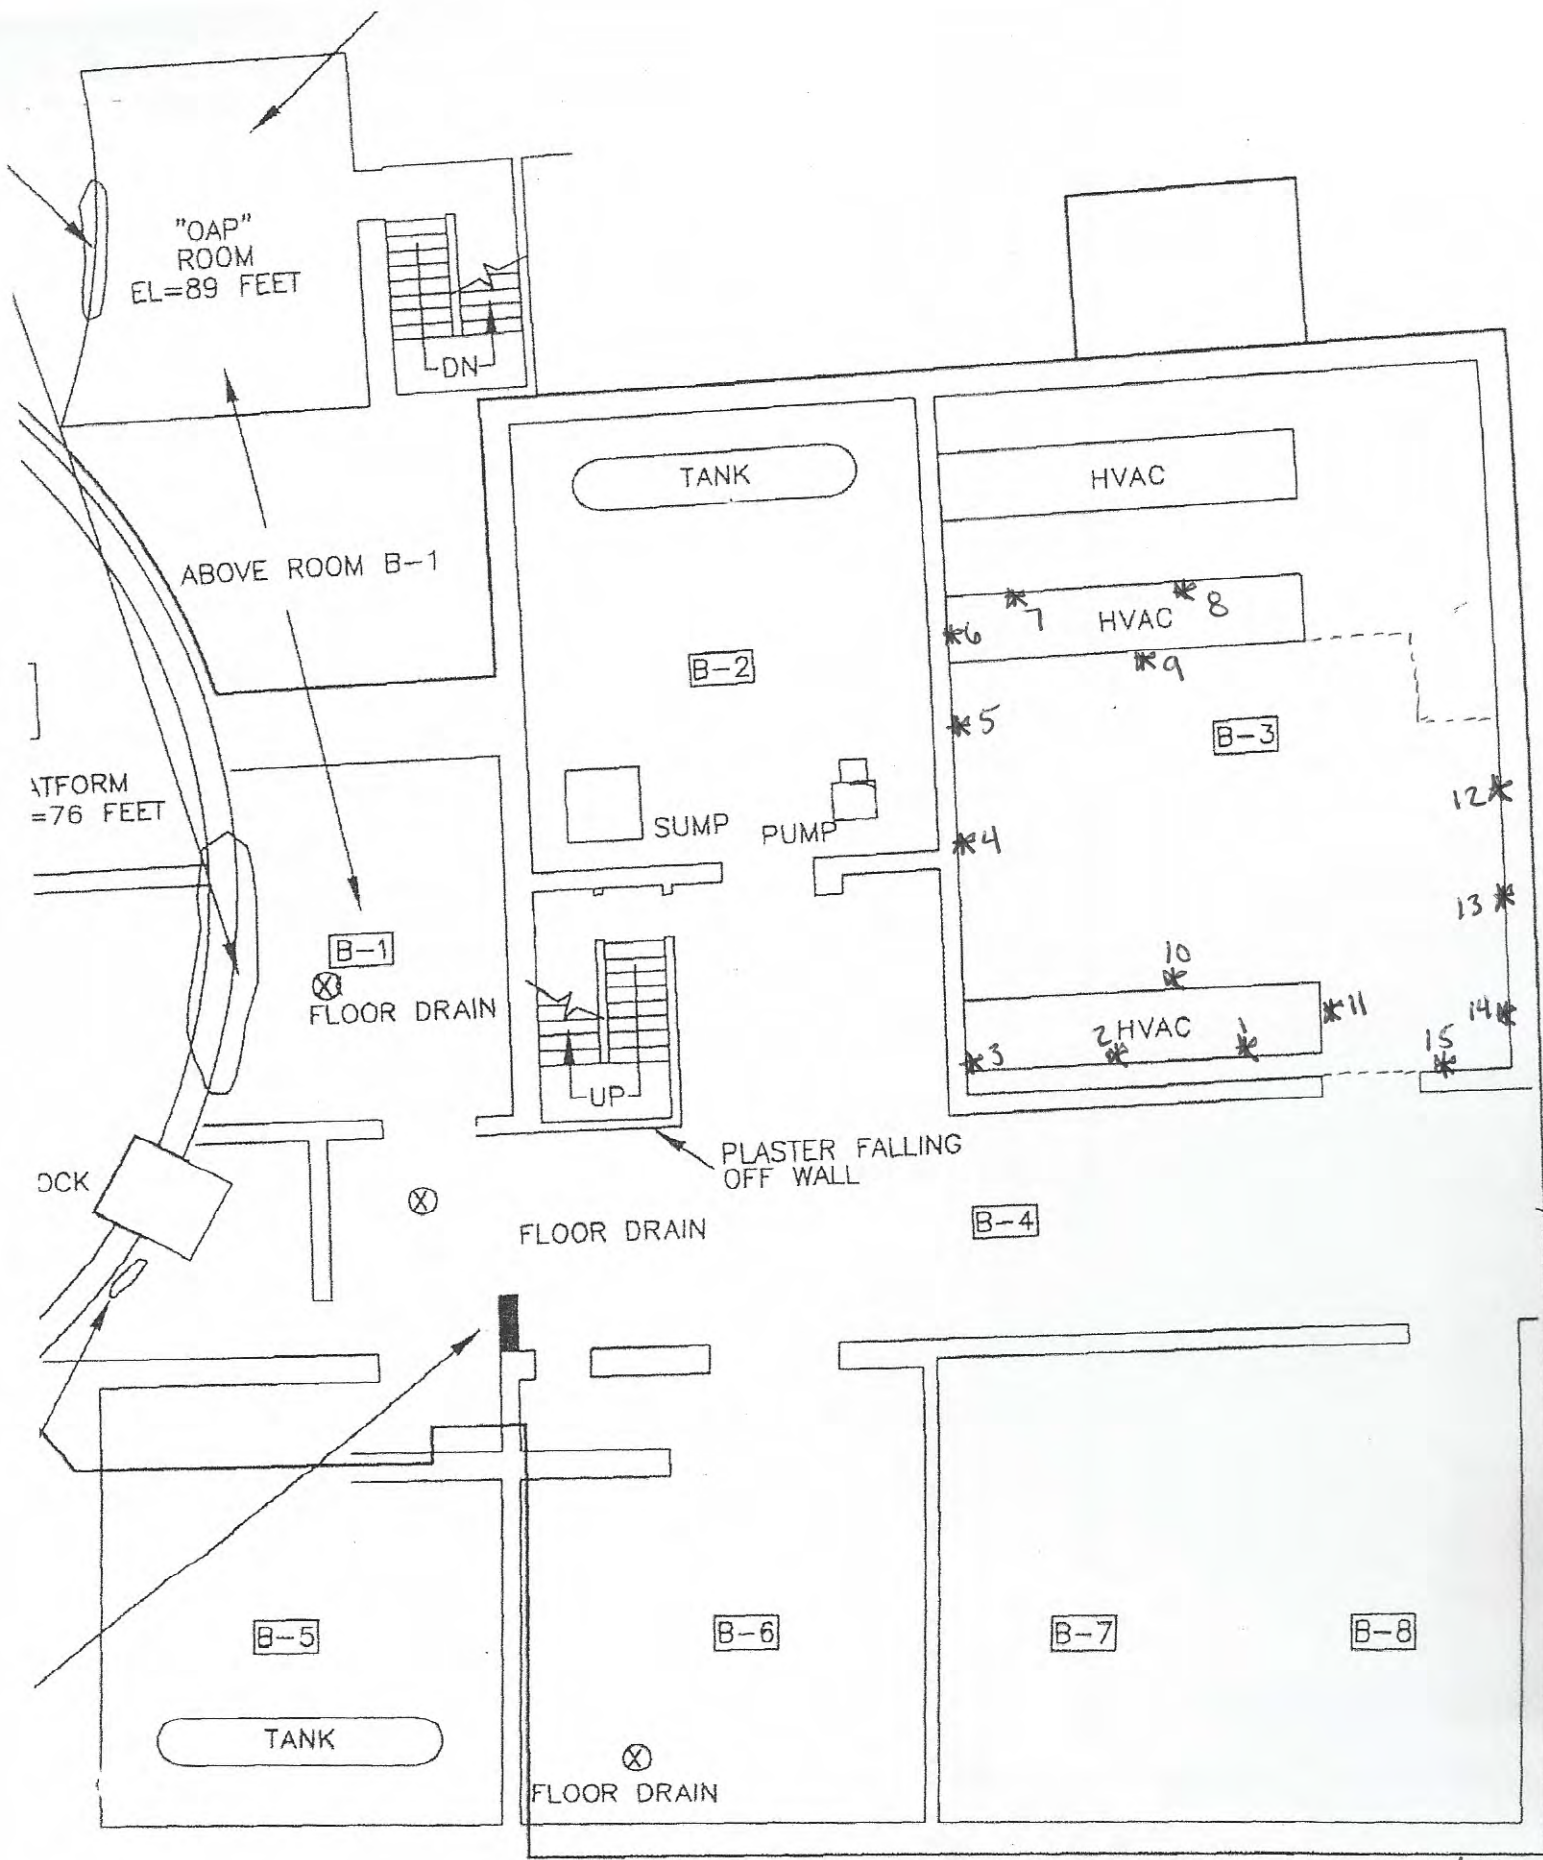 "OAP"
ROOM
EL=89 FEET
DN
TANK
HVAC
ABOVE ROOM B-1
7
8
HVAC
6
9
B-2
5
B-3
ATFORM
=76 FEET
12
SUMP
PUMP
4
13
B-1
10
FLOOR DRAIN
11
14
HVAC
2
1
15
3
UP
PLASTER FALLING
OFF WALL
OCK
B-4
FLOOR DRAIN
B-5
B-6
B-7
B-8
TANK
FLOOR DRAIN